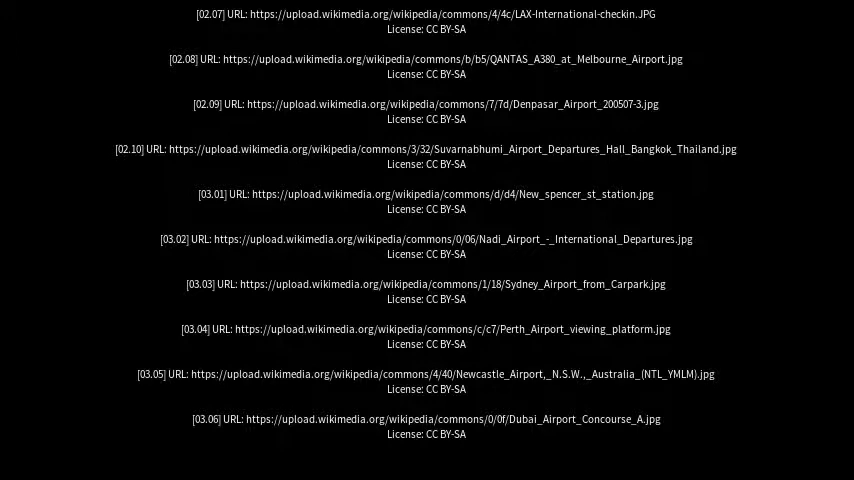 [02.07] URL: https://upload.wikimedia.org/wikipedia/commons/4/4c/LAX-International-checkin.JPG
License: CC BY-SA
[02.08] URL: https://upload.wikimedia.org/wikipedia/commons/b/b5/QANTAS_A380_at_Melbourne_Airport.jpg
License: CC BY-SA
[02.09] URL: https://upload.wikimedia.org/wikipedia/commons/7/7d/Denpasar_Airport_200507-3.jpg
License: CC BY-SA
[02.10] URL: https://upload.wikimedia.org/wikipedia/commons/3/32/Suvarnabhumi_Airport_Departures_Hall_Bangkok_Thailand.jpg
License: CC BY-SA
[03.01] URL: https://upload.wikimedia.org/wikipedia/commons/d/d4/New_spencer_st_station.jpg
License: CC BY-SA
[03.02] URL: https://upload.wikimedia.org/wikipedia/commons/0/06/Nadi_Airport_-_International_Departures.jpg
License: CC BY-SA
[03.03] URL: https://upload.wikimedia.org/wikipedia/commons/1/18/Sydney_Airport_from_Carpark.jpg
License: CC BY-SA
[03.04] URL: https://upload.wikimedia.org/wikipedia/commons/c/c7/Perth_Airport_viewing_platform.jpg
License: CC BY-SA
[03.05] URL: https://upload.wikimedia.org/wikipedia/commons/4/40/Newcastle_Airport,_N.S.W.,_Australia_(NTL_YMLM).jpg
License: CC BY-SA
[03.06] URL: https://upload.wikimedia.org/wikipedia/commons/0/0f/Dubai_Airport_Concourse_A.jpg
License: CC BY-SA